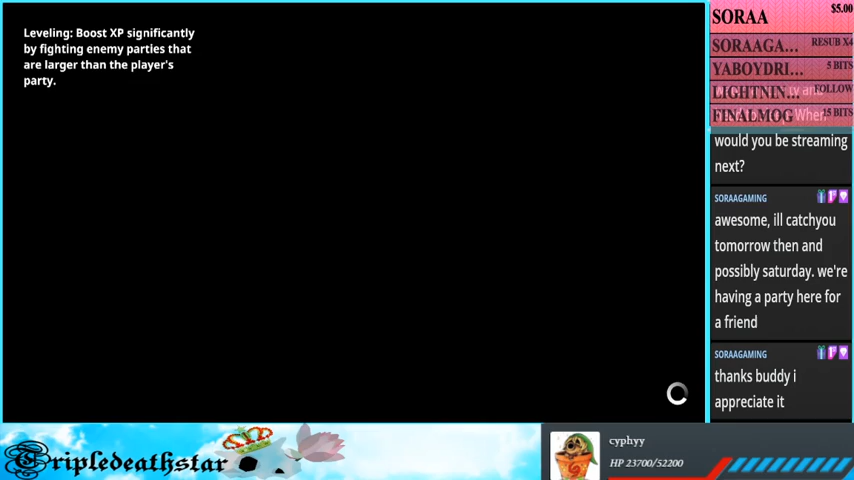 Leveling: Boost XP significantly
by fighting enemy parties that
are larger than the player's
party.
SORAA $5.00
SORAAGA... RESUB X4
YABOYDRI... 5 BITS
LIGHTNIN... FOLLOW
FINALMOG 15 BITS
When
would you be streaming
next?
SORAAGAMING
awesome, ill catchyou
tomorrow then and
possibly saturday. we're
having a party here for
a friend
SORAAGAMING
thanks buddy i
appreciate it
Tripledeathstar
cyphyy
HP 23700/52200